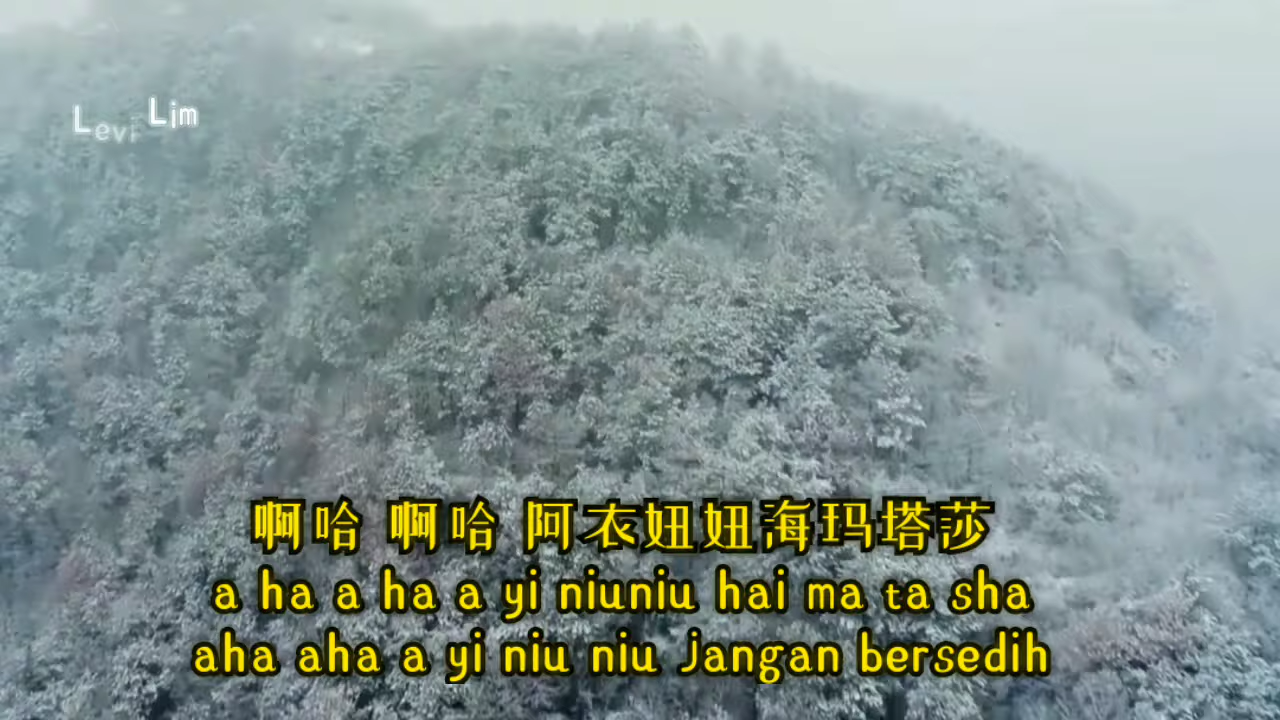 Levi Lim
啊哈 啊哈 阿衣妞妞海玛塔莎
a ha a ha a yi niuniu hai ma ta sha
aha aha a yi niu niu Jangan bersedih